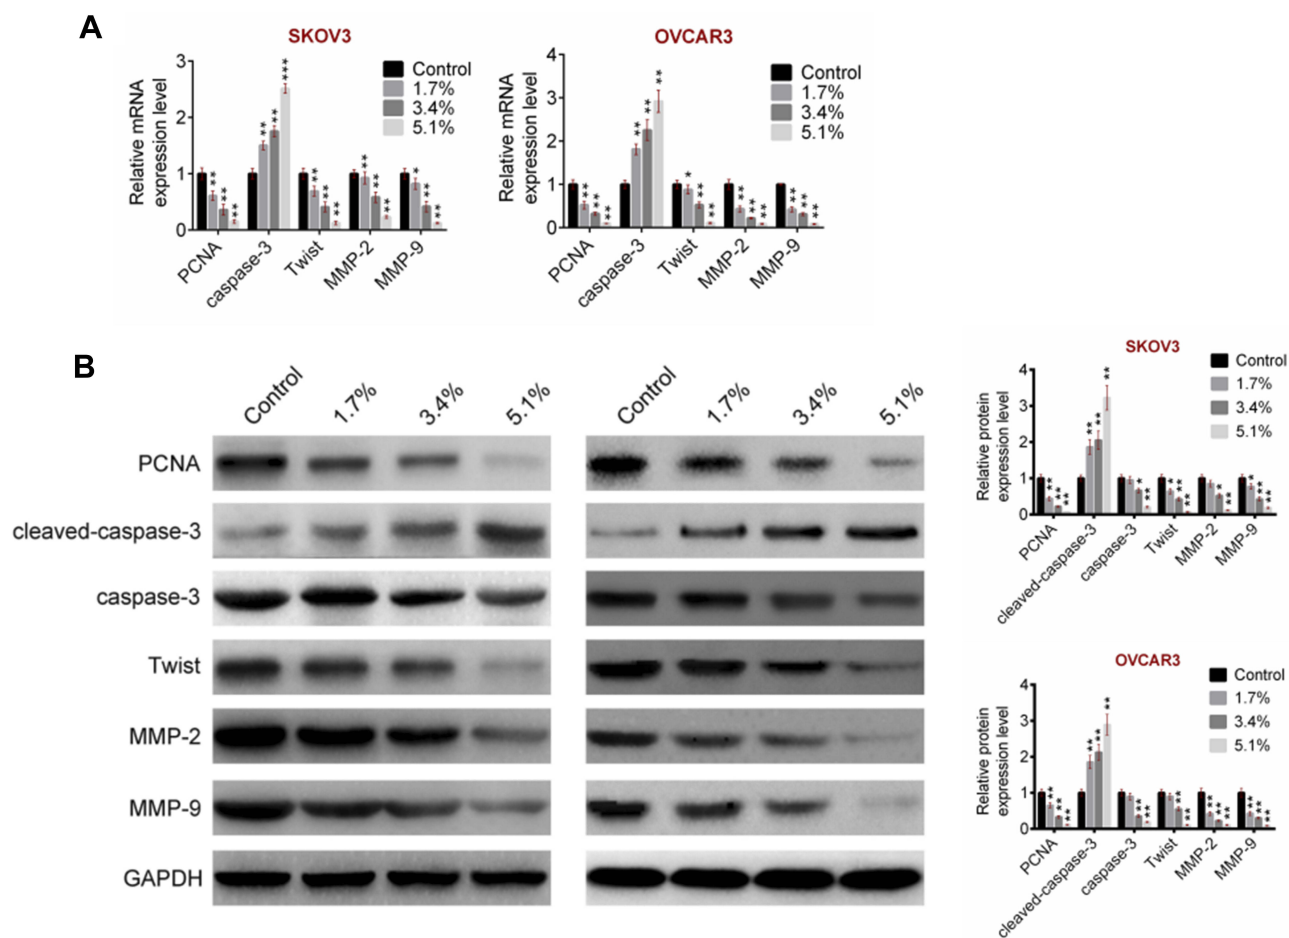 A
SKOV3
Relative mRNA
expression level
3
2
1
0
Control
1.7%
3.4%
5.1%
** ** **
** ** ***
** ** **
** ** **
* ** **
PCNA
caspase-3
Twist
MMP-2
MMP-9
OVCAR3
Relative mRNA
expression level
4
3
2
1
0
Control
1.7%
3.4%
5.1%
** ** **
** ** **
* ** **
** ** **
** ** **
PCNA
caspase-3
Twist
MMP-2
MMP-9
B
Control 1.7% 3.4% 5.1%
Control 1.7% 3.4% 5.1%
PCNA
cleaved-caspase-3
caspase-3
Twist
MMP-2
MMP-9
GAPDH
SKOV3
Relative protein
expression level
4
3
2
1
0
Control
1.7%
3.4%
5.1%
** ** **
** ** **
* **
* ** **
* **
* ** **
PCNA
cleaved-caspase-3
caspase-3
Twist
MMP-2
MMP-9
OVCAR3
Relative protein
expression level
4
3
2
1
0
Control
1.7%
3.4%
5.1%
** ** **
** ** **
** **
** **
** ** **
** ** **
PCNA
cleaved-caspase-3
caspase-3
Twist
MMP-2
MMP-9